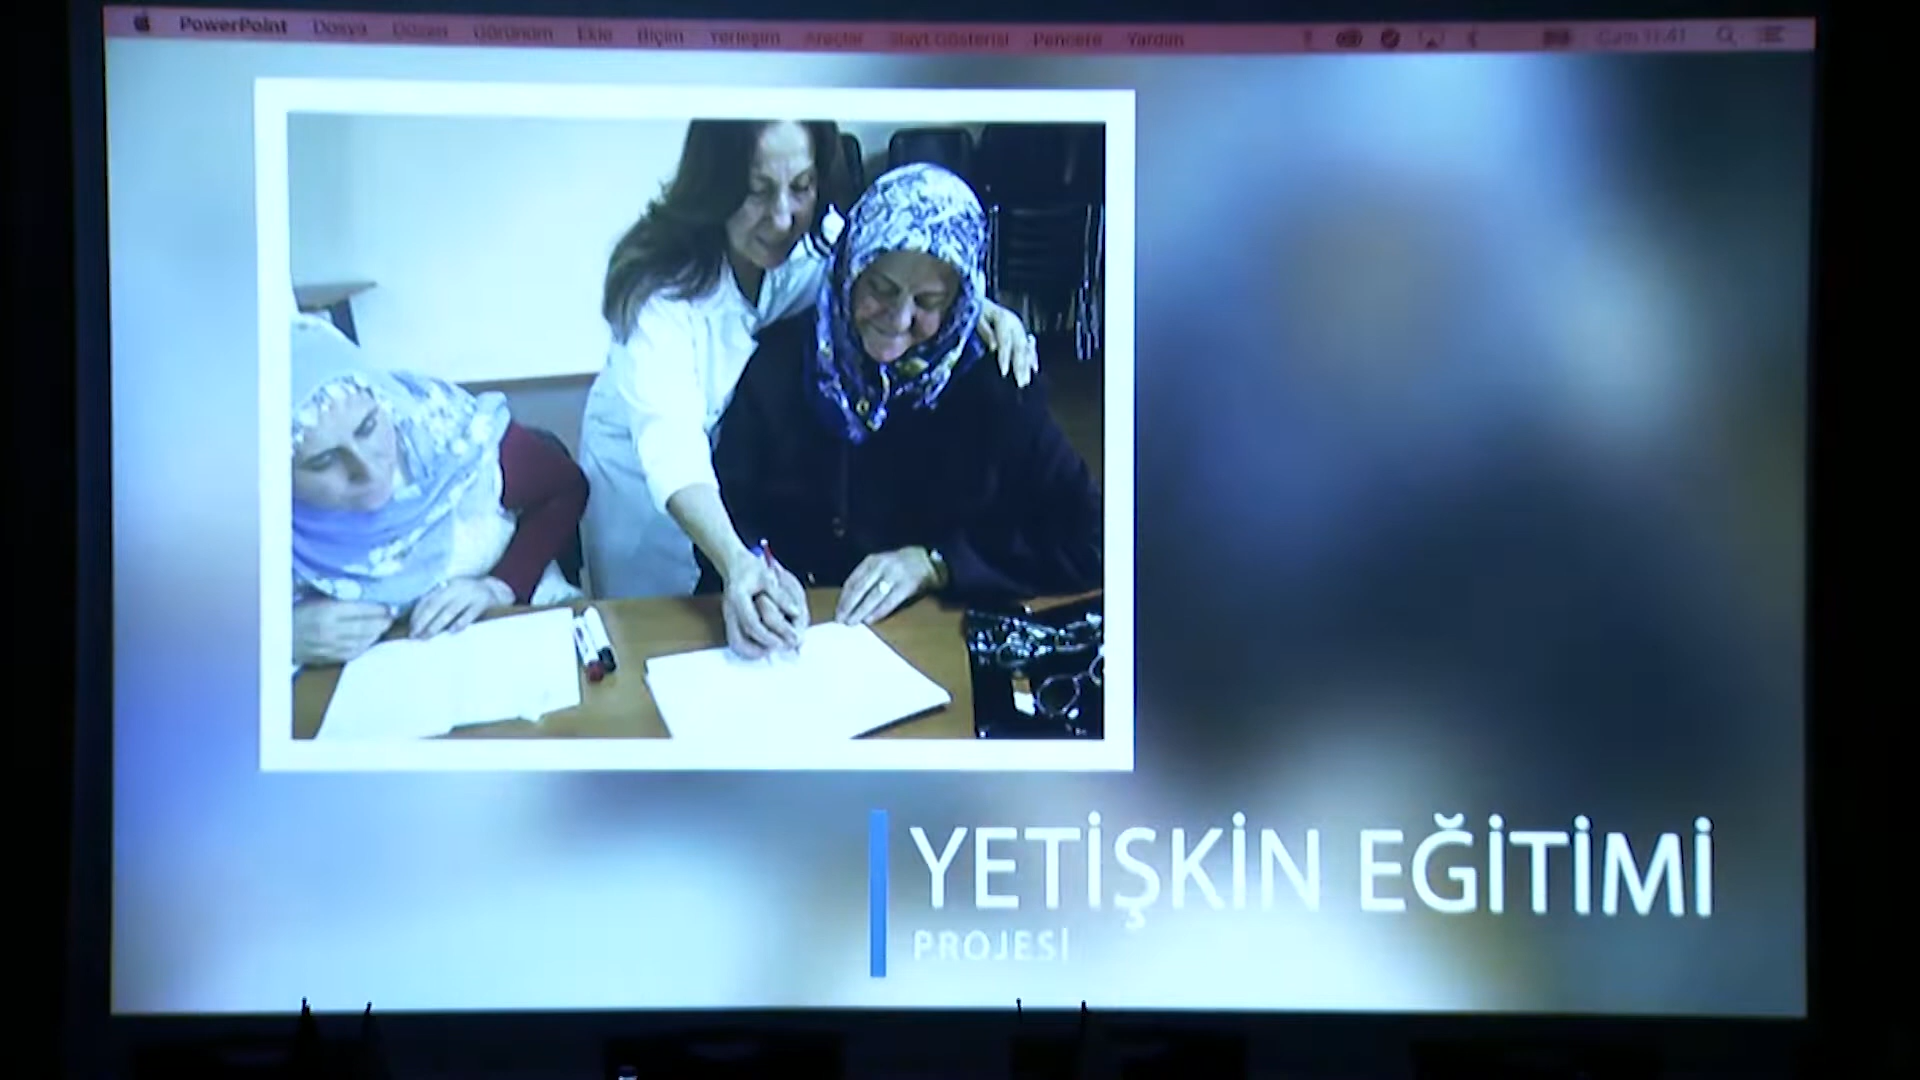 PowerPoint Dosya Düzen Görünüm Ekle Biçim Yerleşim Araçlar Slayt Gösterisi Pencere Yardım
YETİŞKİN EĞİTİMİ
PROJESİ